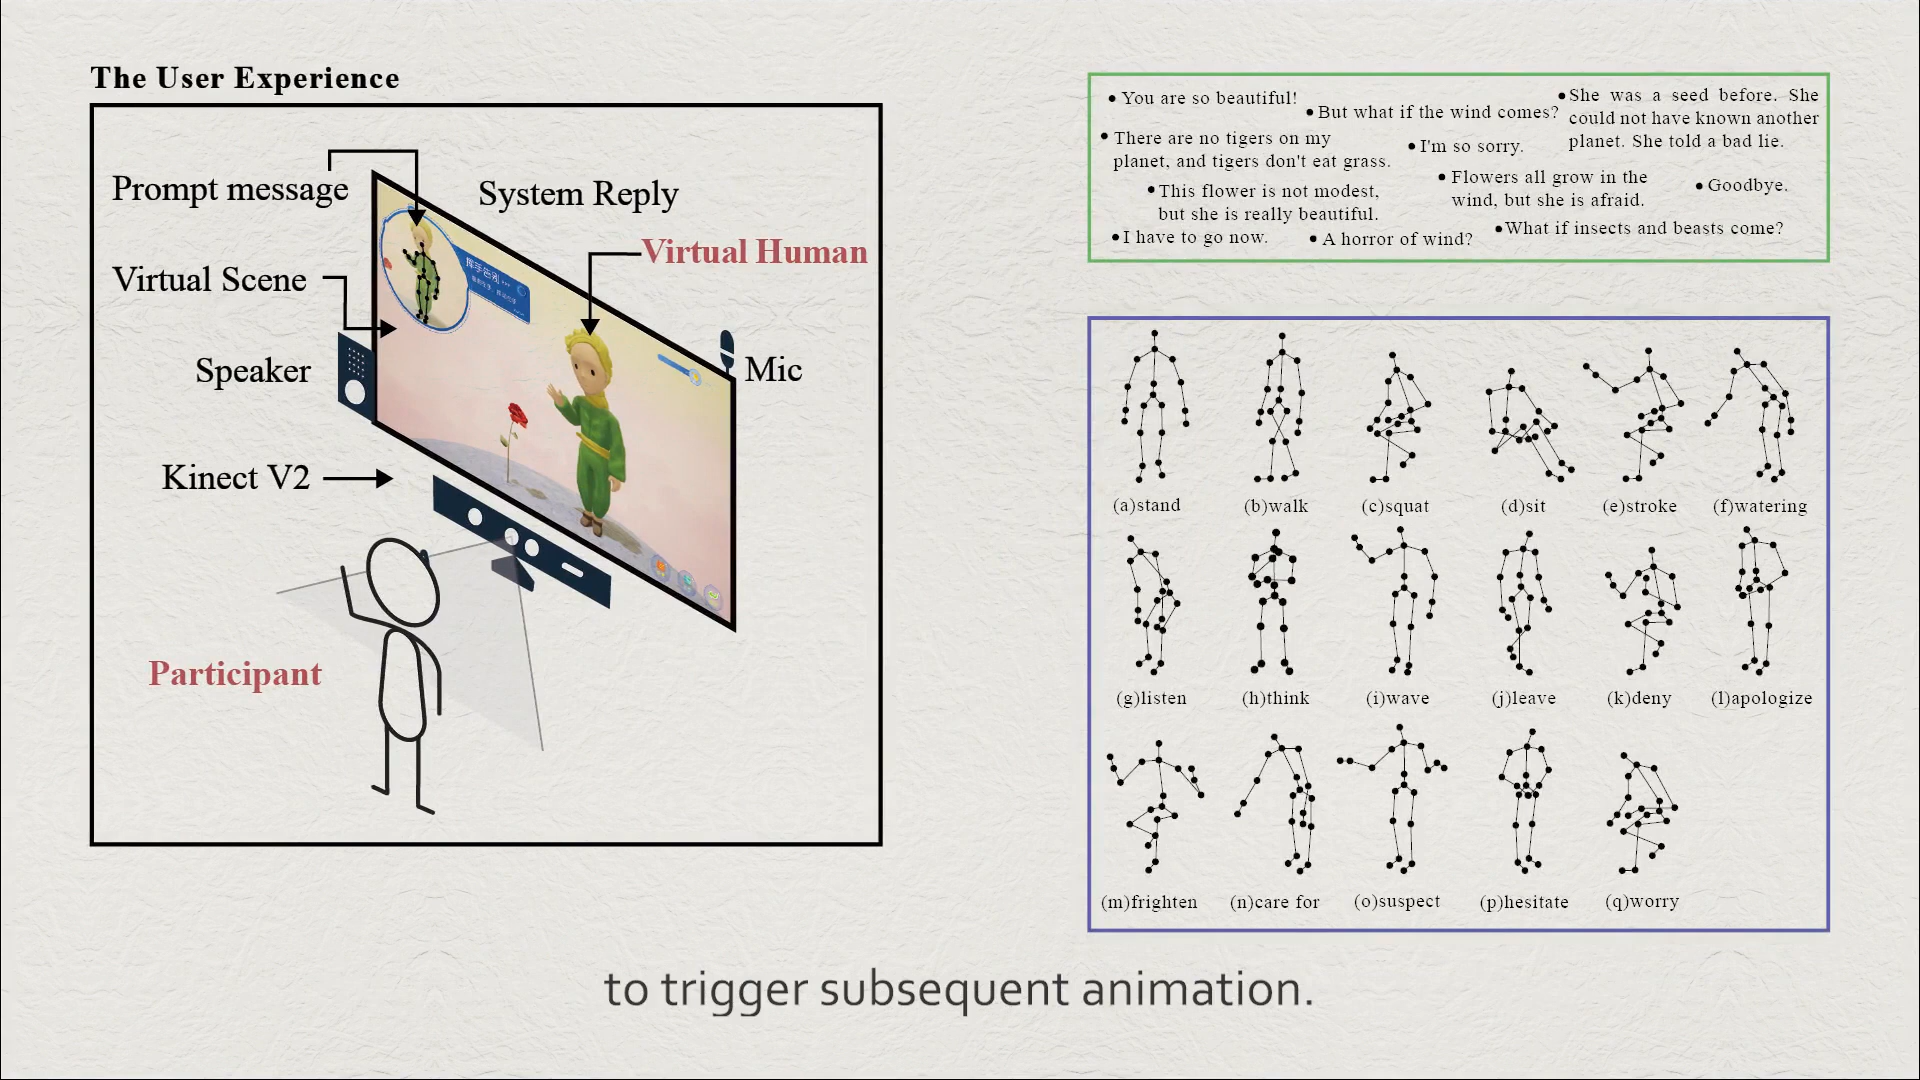 The User Experience
Prompt message
System Reply
Virtual Human
Virtual Scene
Speaker
Mic
Kinect V2
Participant
挥手告别...
• You are so beautiful!
• But what if the wind comes?
• She was a seed before. She
could not have known another
planet. She told a bad lie.
• There are no tigers on my
planet, and tigers don't eat grass.
• I'm so sorry.
• Flowers all grow in the
wind, but she is afraid.
• Goodbye.
• This flower is not modest,
but she is really beautiful.
• I have to go now.
• A horror of wind?
• What if insects and beasts come?
(a)stand
(b)walk
(c)squat
(d)sit
(e)stroke
(f)watering
(g)listen
(h)think
(i)wave
(j)leave
(k)deny
(l)apologize
(m)frighten
(n)care for
(o)suspect
(p)hesitate
(q)worry
to trigger subsequent animation.